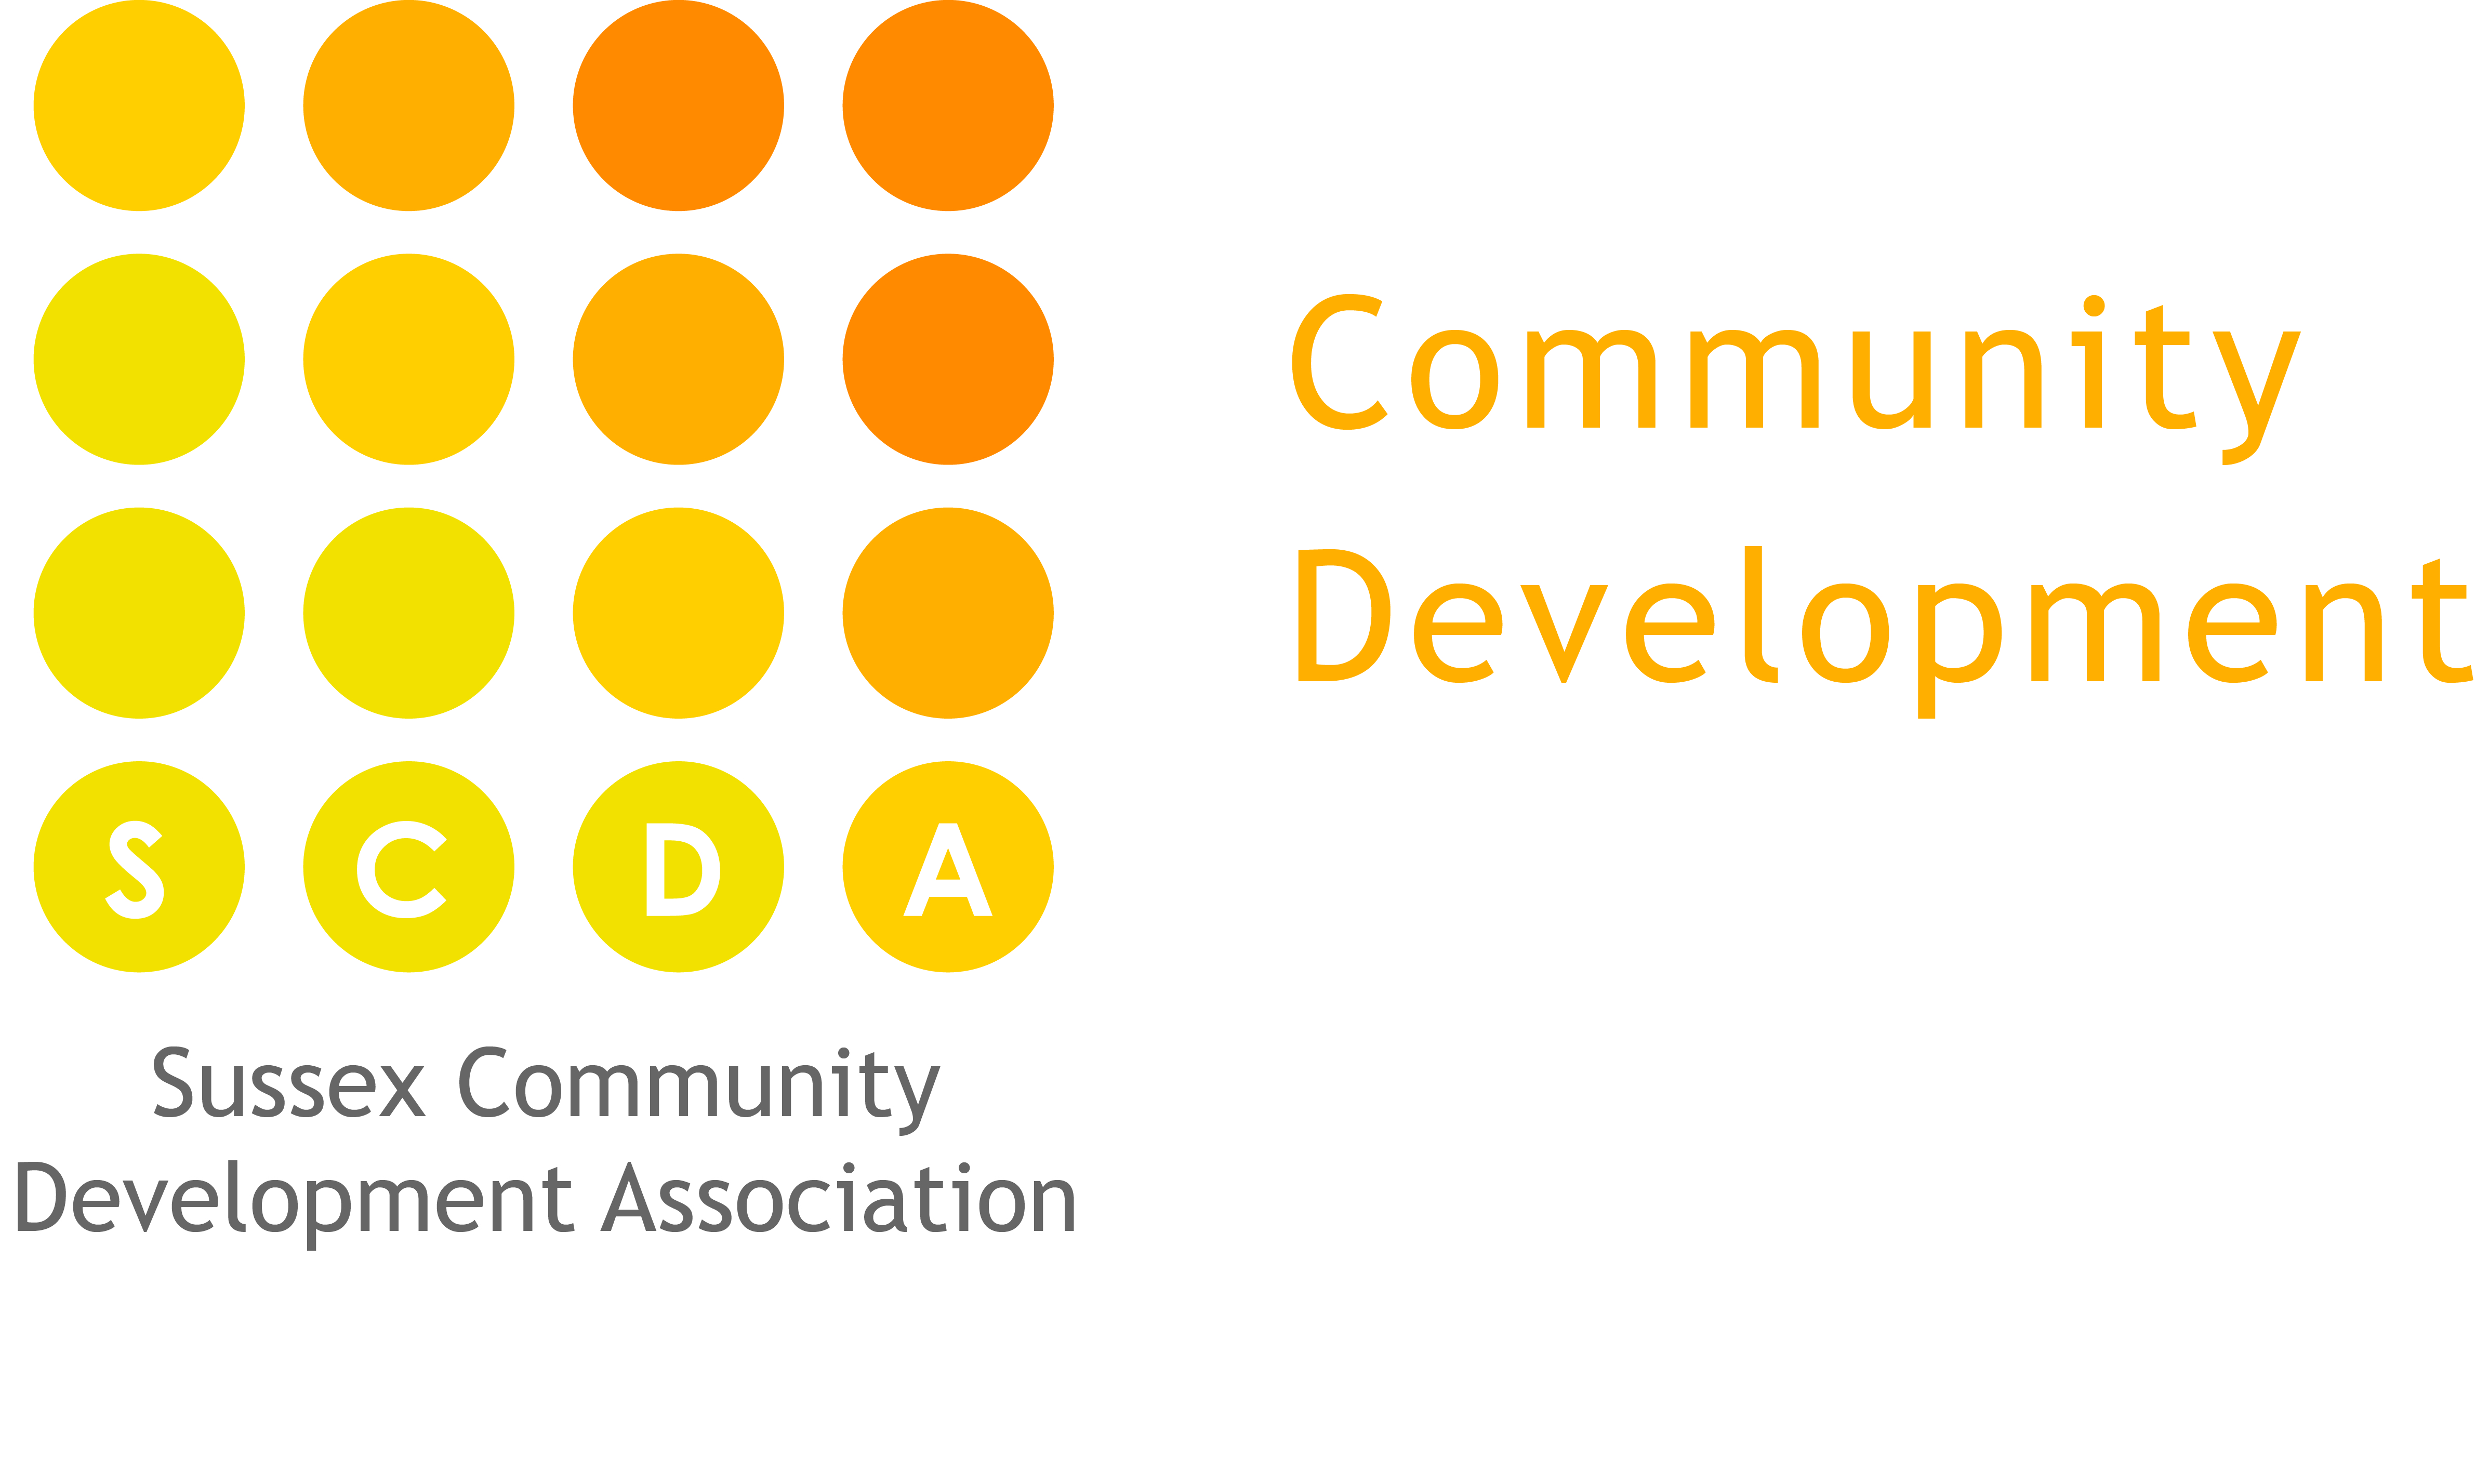 Community
Development
S C D A
Sussex Community
Development Association